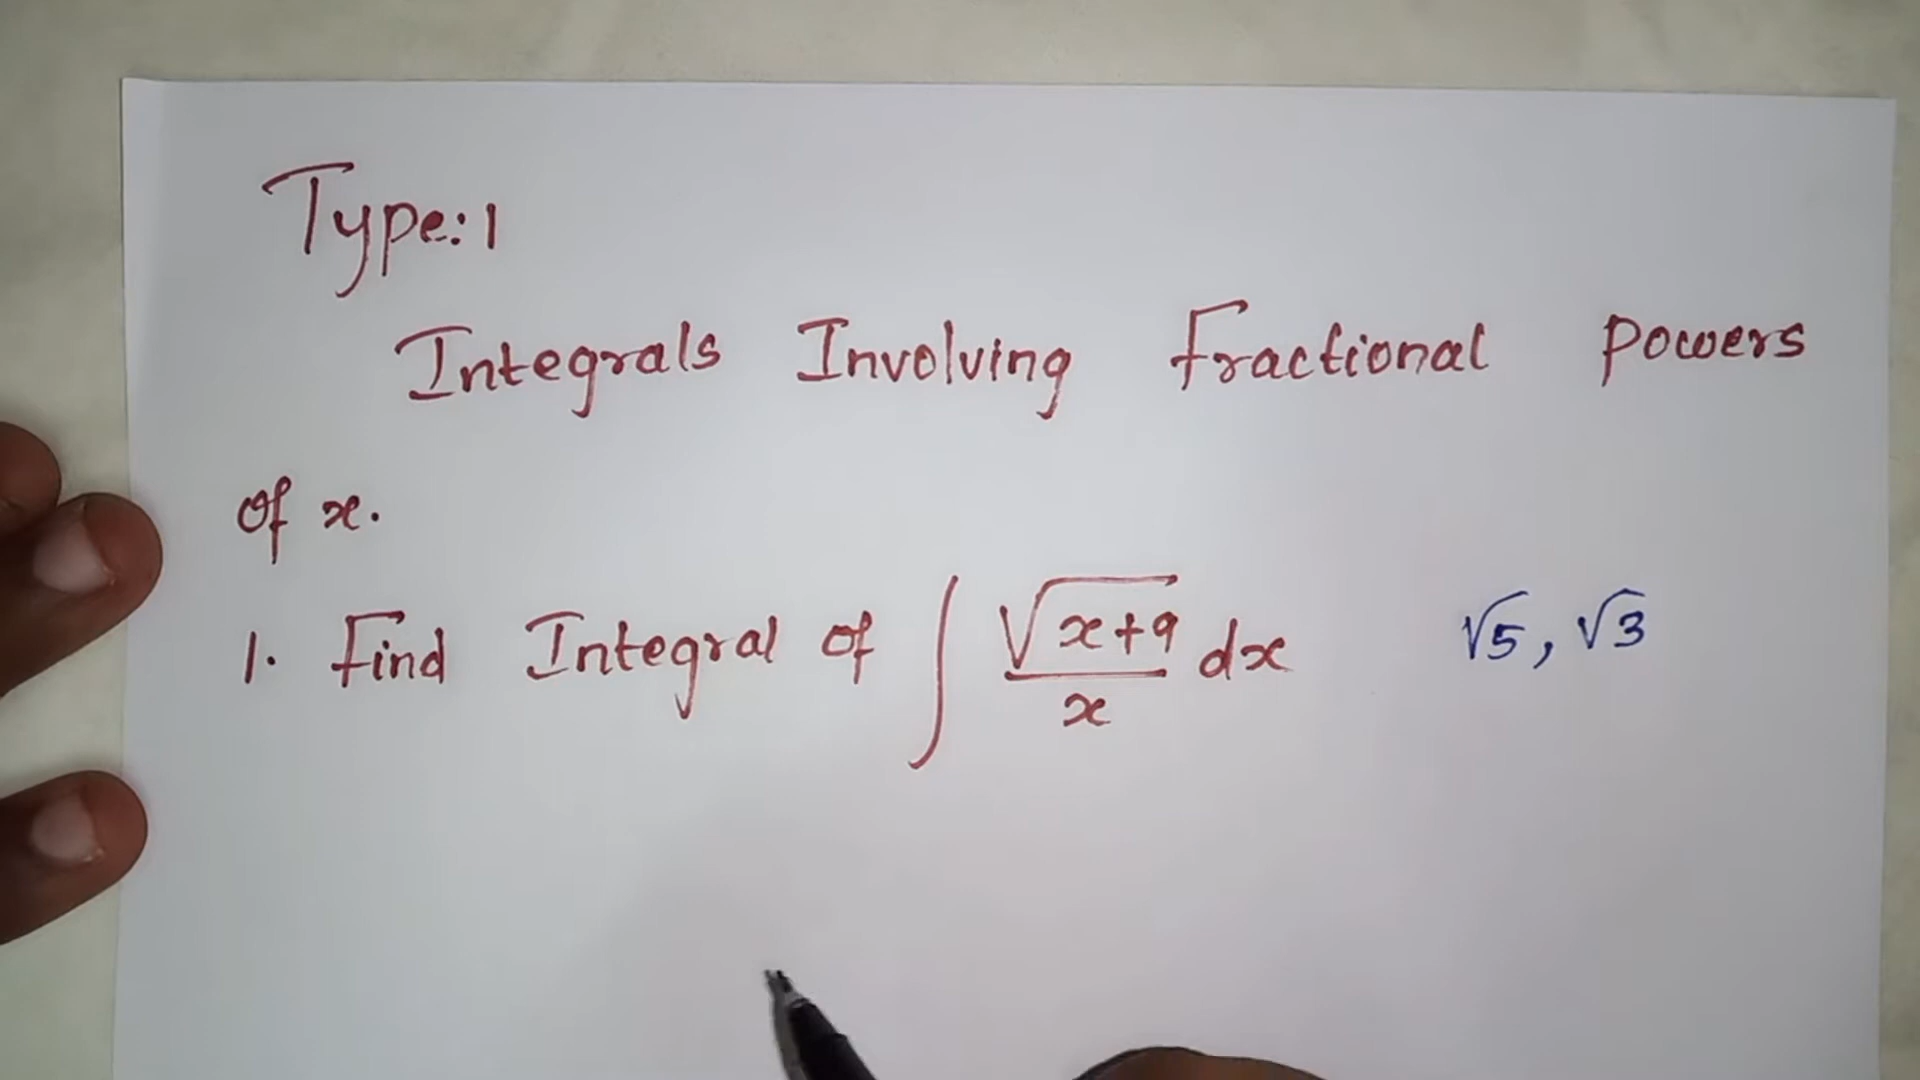 Type: 1
Integrals Involving Fractional Powers
of x.
1. Find Integral of ∫ √(x+9)/x dx √5, √3